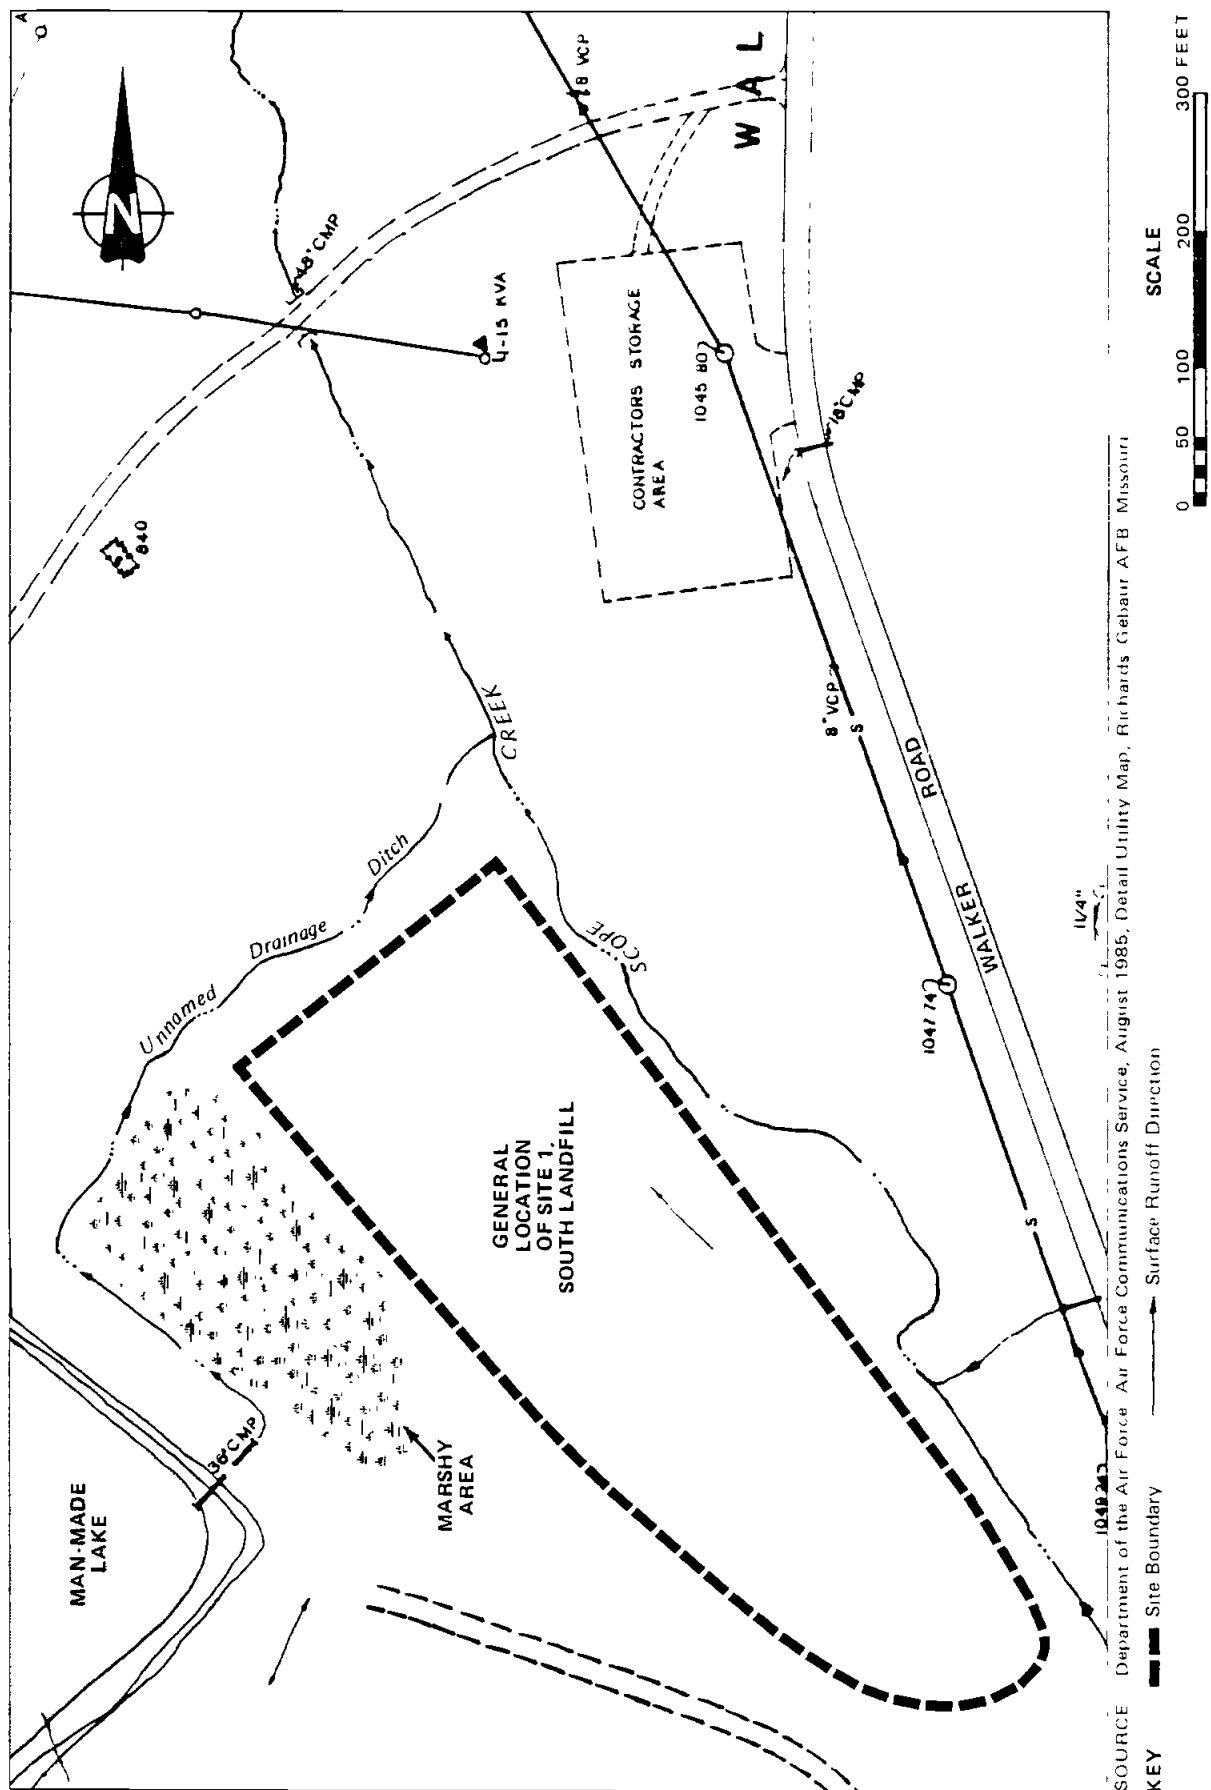 MAN-MADE
LAKE
36" CMP
MARSHY
AREA
Unnamed
Drainage
Ditch
840
N
A
48" CMP
4-15 KVA
GENERAL
LOCATION
OF SITE 1,
SOUTH LANDFILL
SCOPE
CREEK
CONTRACTORS STORAGE
AREA
1045 80
8 VCP
W A L
18" CMP
8" VCP
S
1047 74
S
WALKER
ROAD
1 1/4"
SOURCE Department of the Air Force Air Force Communications Service, August 1985, Detail Utility Map, Richards Gebaur AFB Missouri
KEY Site Boundary Surface Runoff Direction
SCALE
0 50 100 200 300 FEET